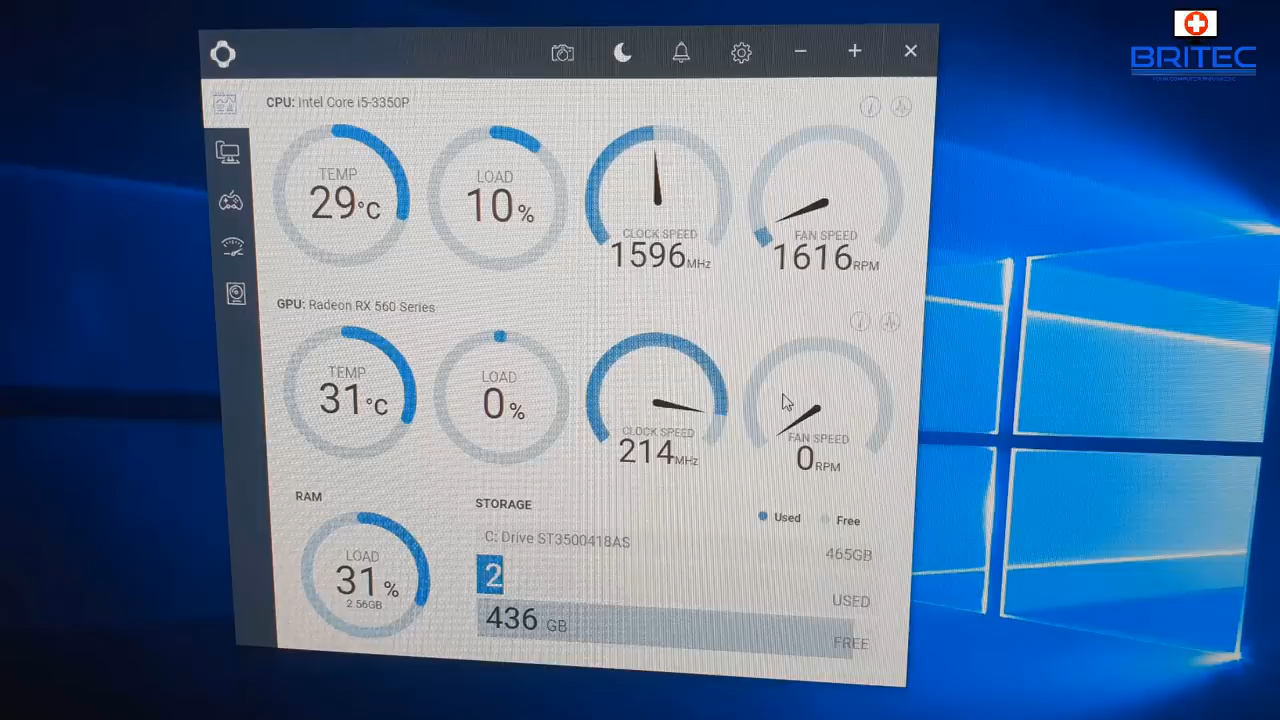 BRITEC
CPU: Intel Core i5-3350P
TEMP
29°C
LOAD
10%
CLOCK SPEED
1596MHz
FAN SPEED
1616RPM
GPU: Radeon RX 560 Series
TEMP
31°C
LOAD
0%
CLOCK SPEED
214MHz
FAN SPEED
0RPM
RAM
LOAD
31%
2.56GB
STORAGE
Used
Free
C: Drive ST3500418AS
465GB
2
USED
436 GB
FREE